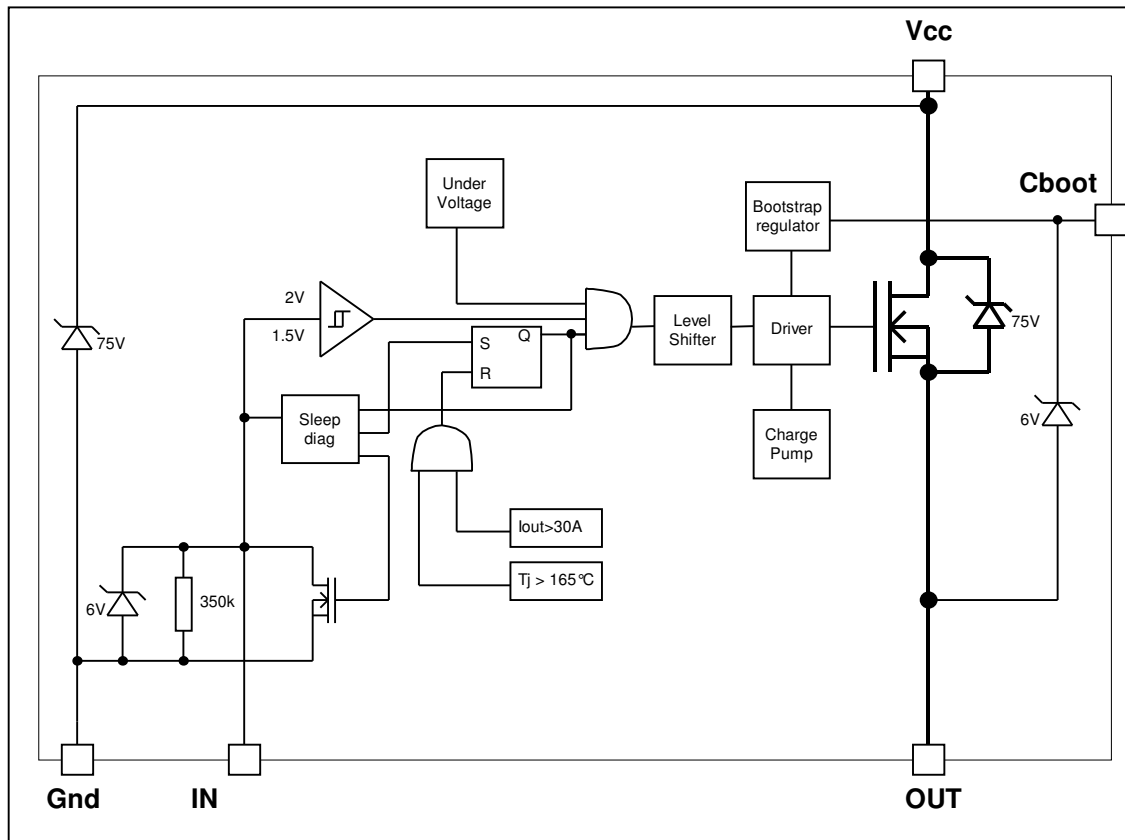 Vcc
Cboot
Under
Voltage
Bootstrap
regulator
2V
1.5V
75V
S
Q
R
Level
Shifter
Driver
75V
Sleep
diag
Charge
Pump
6V
Iout>30A
Tj > 165°C
6V
350k
Gnd
IN
OUT